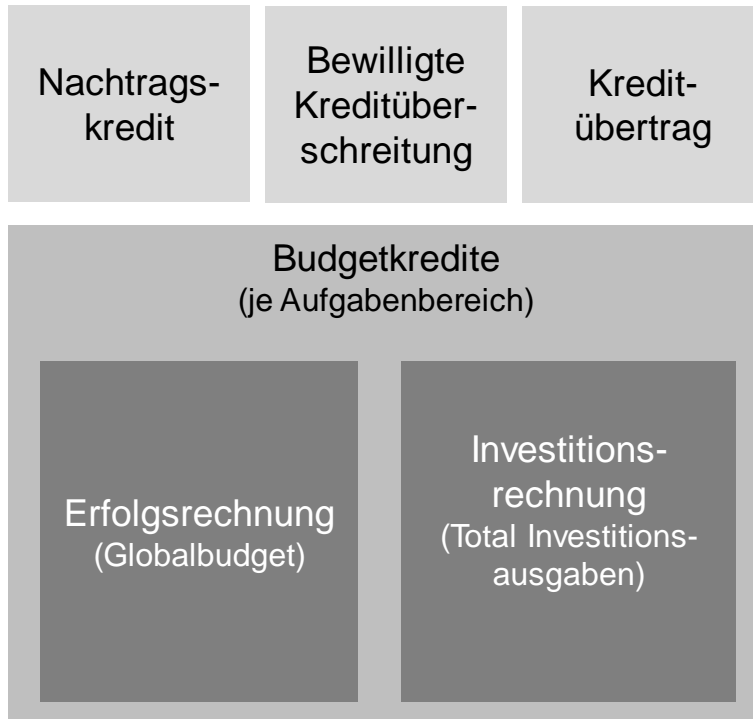 Nachtrags-
kredit
Bewilligte
Kreditüber-
schreitung
Kredit-
übertrag
Budgetkredite
(je Aufgabenbereich)
Erfolgsrechnung
(Globalbudget)
Investitions-
rechnung
(Total Investitions-
ausgaben)